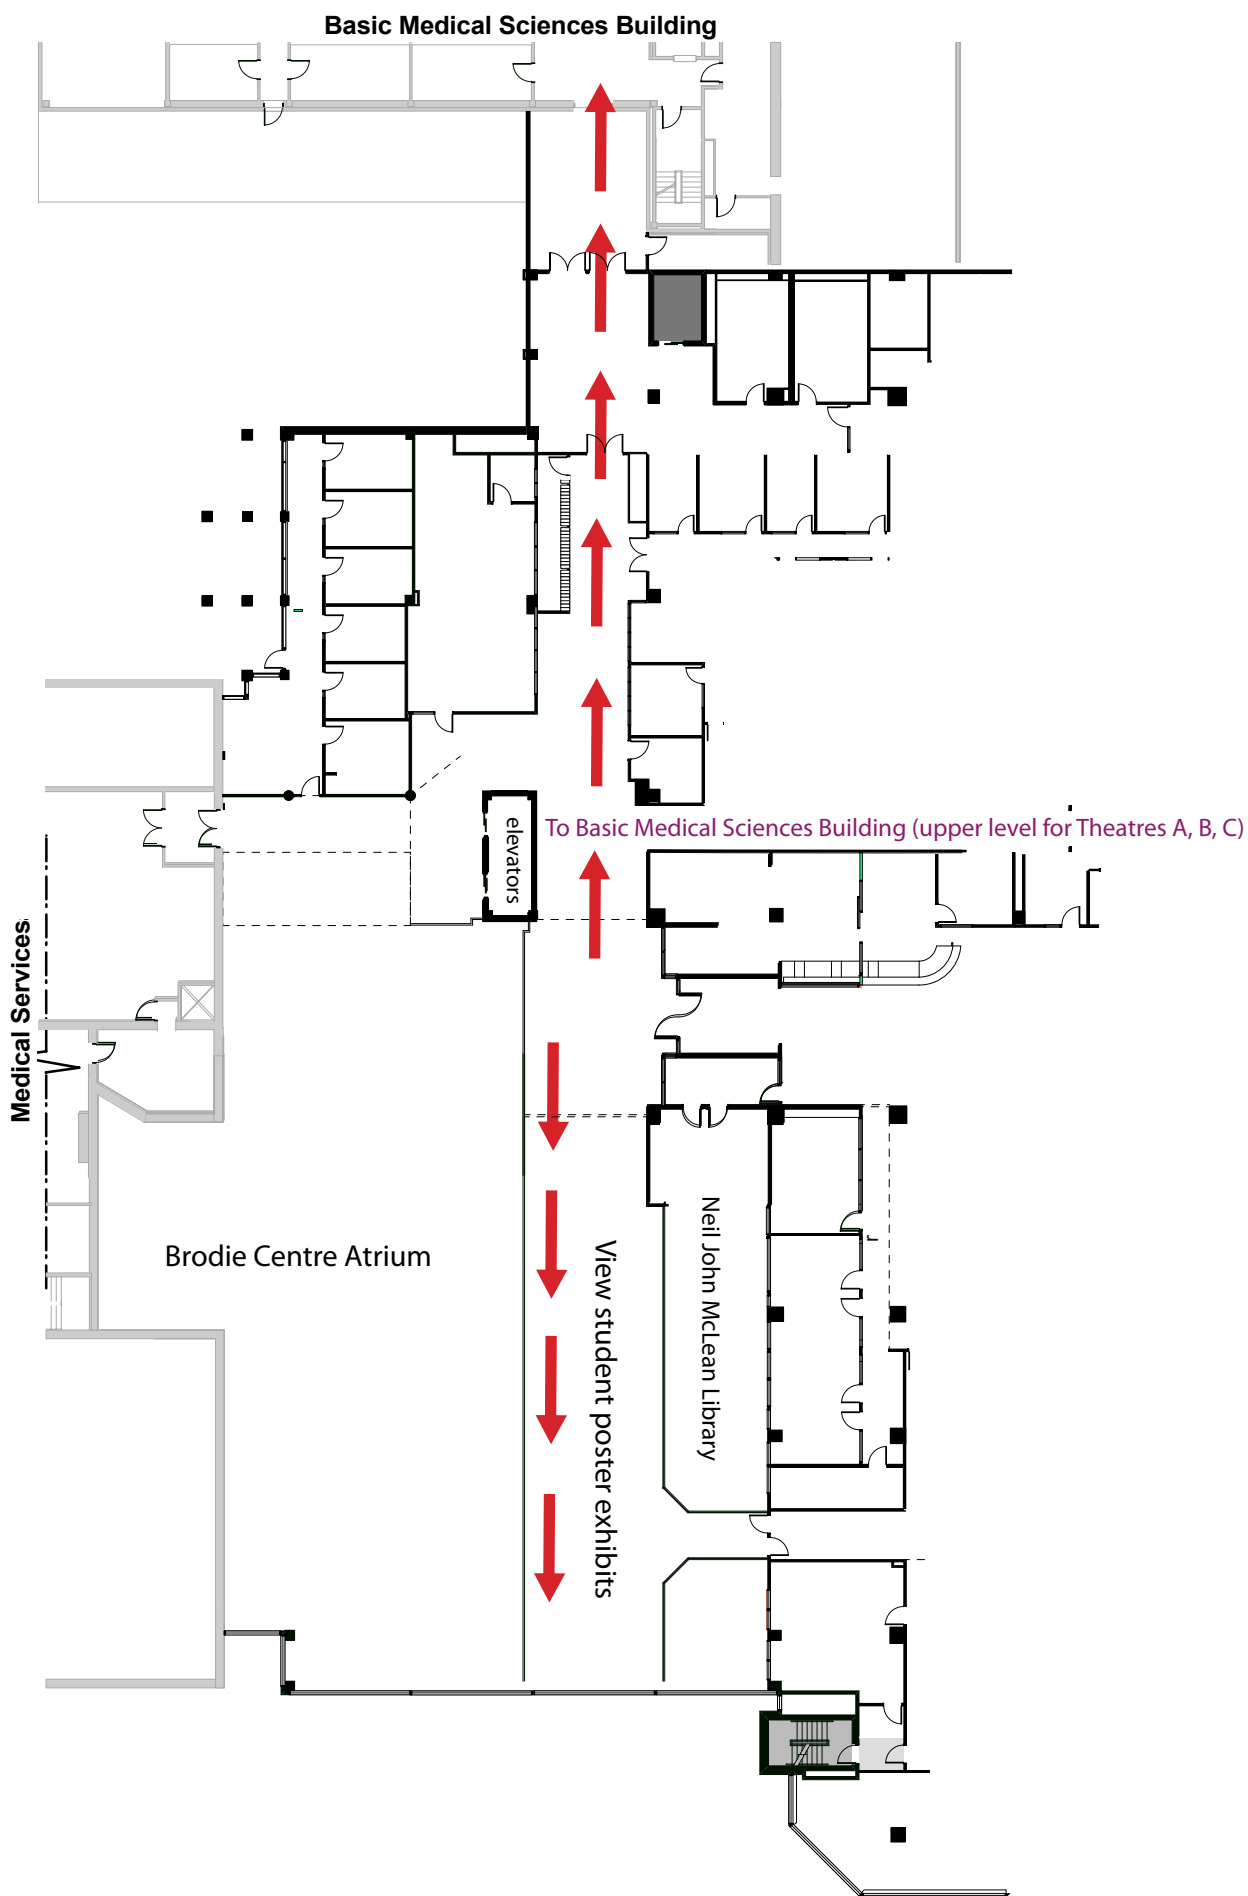 Basic Medical Sciences Building
elevators
To Basic Medical Sciences Building (upper level for Theatres A, B, C)
Medical Services
Brodie Centre Atrium
View student poster exhibits
Neil John McLean Library
r